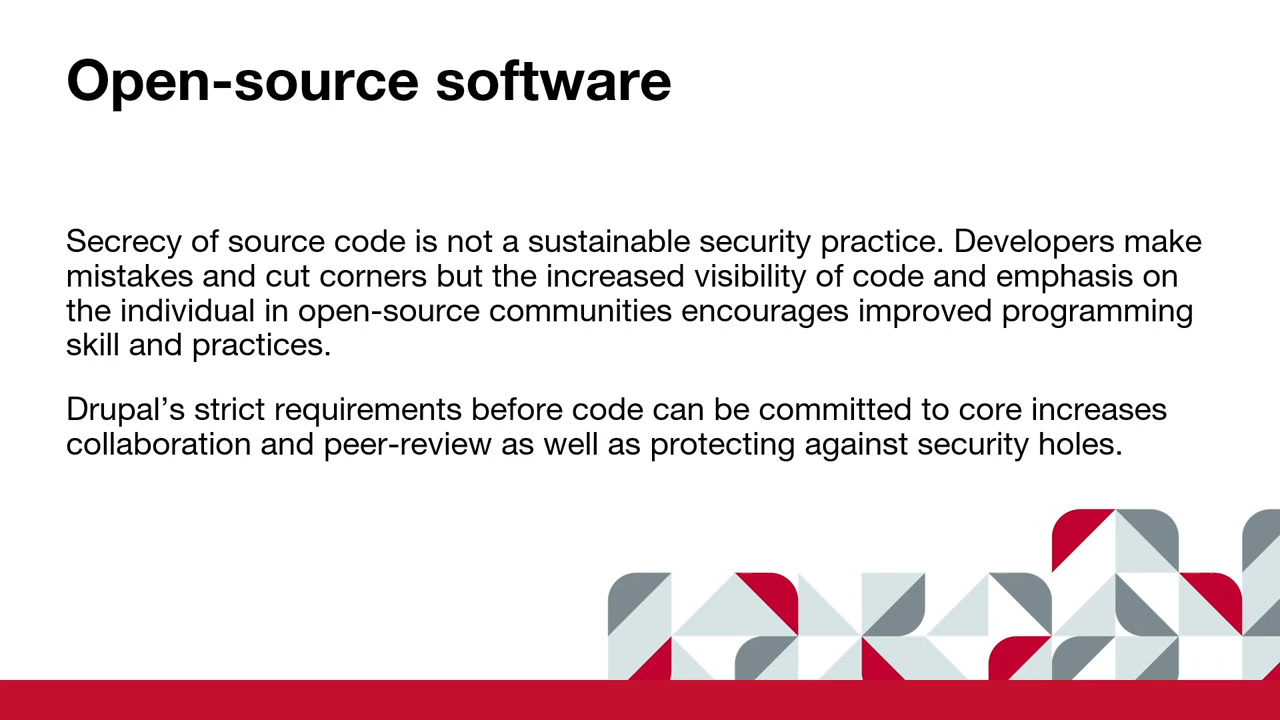 Open-source software
Secrecy of source code is not a sustainable security practice. Developers make
mistakes and cut corners but the increased visibility of code and emphasis on
the individual in open-source communities encourages improved programming
skill and practices.
Drupal’s strict requirements before code can be committed to core increases
collaboration and peer-review as well as protecting against security holes.